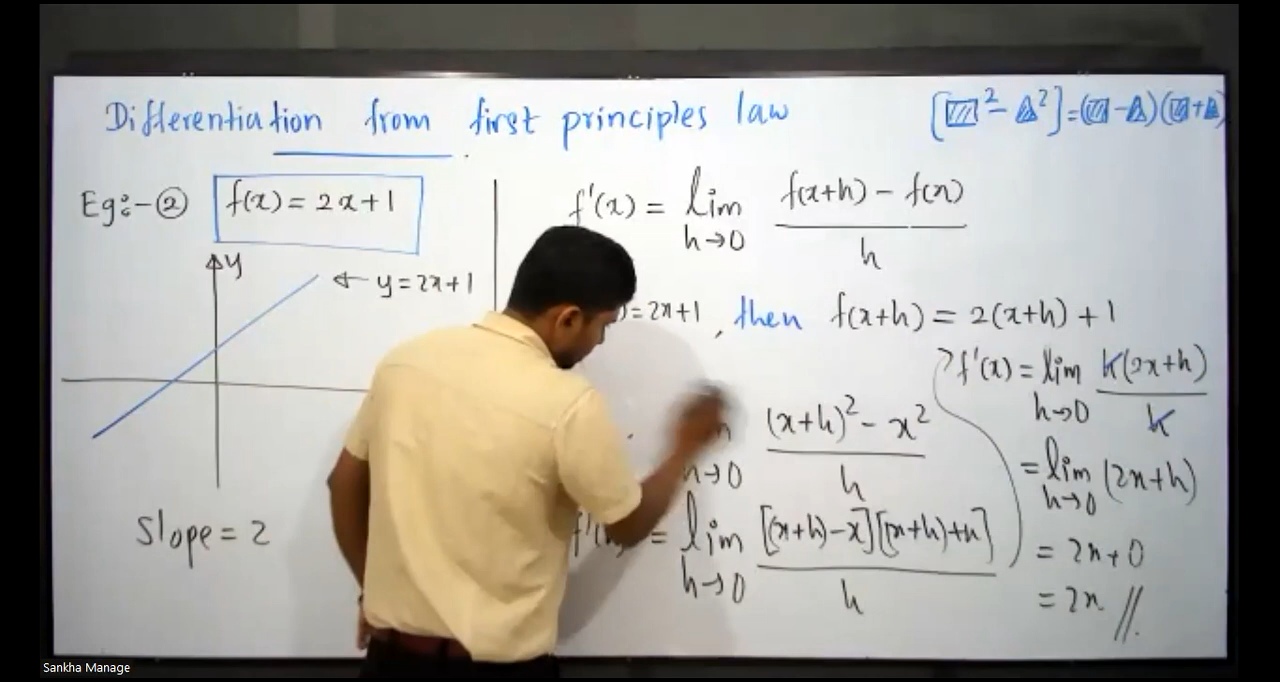 Differentiation from first principles law
[▨² - △²] = (▨ - △)(▨ + △)
Eg:- ② f(x) = 2x+1
y
← y = 2x+1
Slope = 2
f'(x) = lim h→0 f(x+h) - f(x) / h
= 2x+1, then f(x+h) = 2(x+h) + 1
h→0 (x+h)² - x² / h
= lim h→0 [(x+h)-x][(x+h)+x] / h
f'(x) = lim h→0 h(2x+h) / h
= lim h→0 (2x+h)
= 2x+0
= 2x //
Sankha Manage